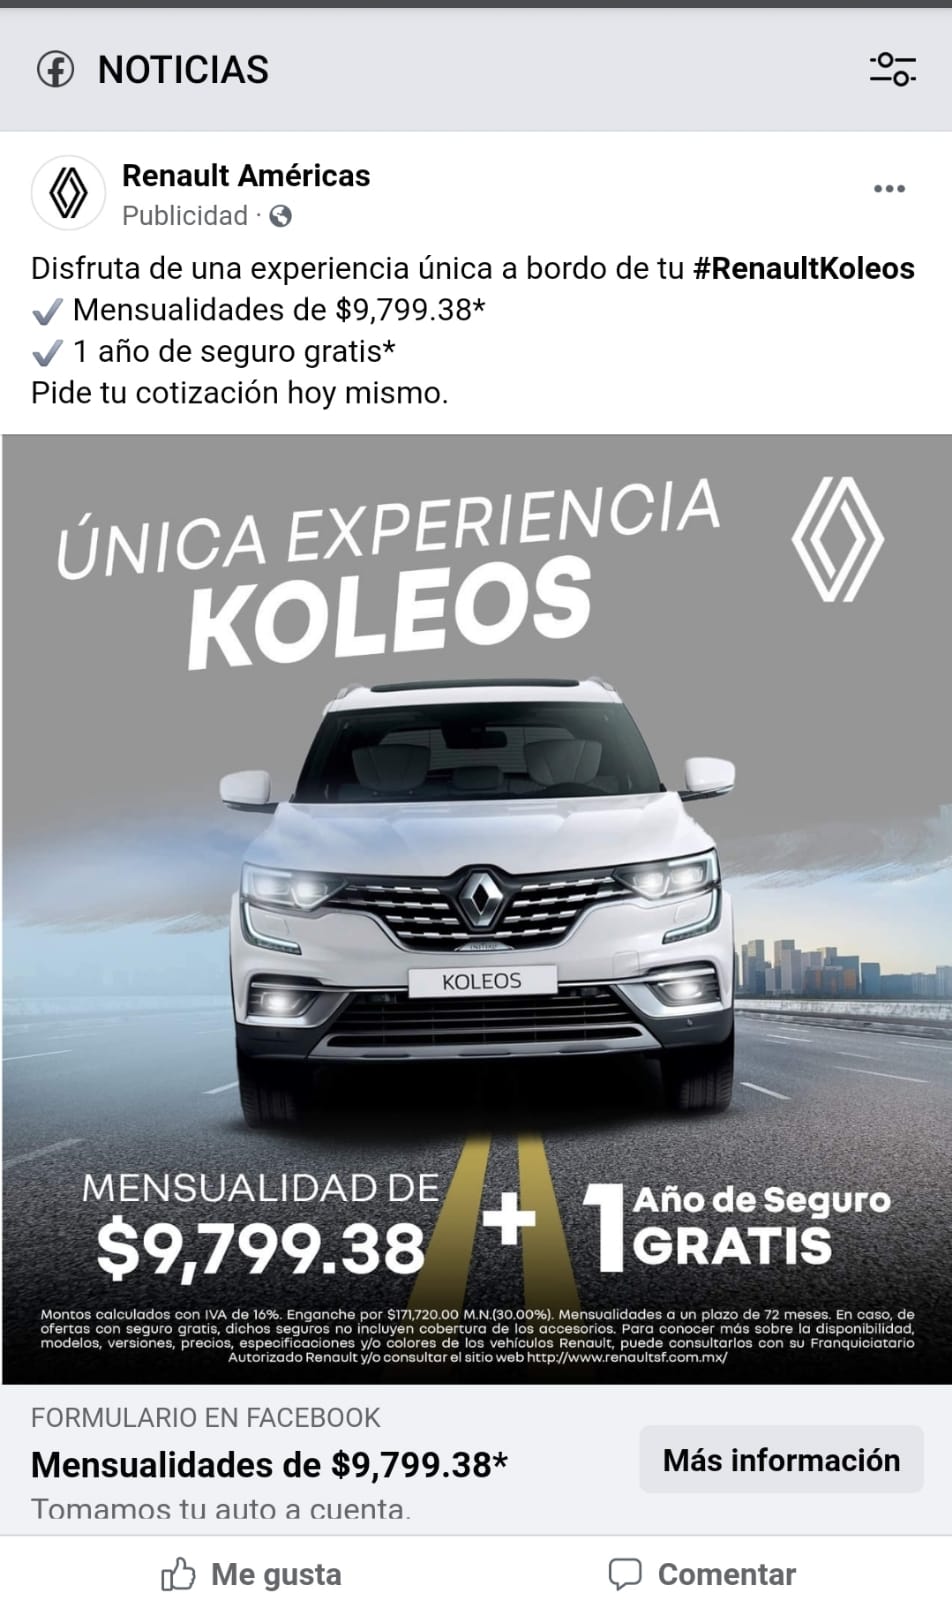 NOTICIAS
Renault Américas
Publicidad ·
Disfruta de una experiencia única a bordo de tu #RenaultKoleos
✔ Mensualidades de $9,799.38*
✔ 1 año de seguro gratis*
Pide tu cotización hoy mismo.
ÚNICA EXPERIENCIA
KOLEOS
KOLEOS
MENSUALIDAD DE
$9,799.38
+
1 Año de Seguro
GRATIS
Montos calculados con IVA de 16%. Enganche por $171,720.00 M.N.(30.00%). Mensualidades a un plazo de 72 meses. En caso, de
ofertas con seguro gratis, dichos seguros no incluyen cobertura de los accesorios. Para conocer más sobre la disponibilidad,
modelos, versiones, precios, especificaciones y/o colores de los vehículos Renault, puede consultarlos con su Franquiciatario
Autorizado Renault y/o consultar el sitio web http://www.renaultsf.com.mx/
FORMULARIO EN FACEBOOK
Mensualidades de $9,799.38*
Tomamos tu auto a cuenta.
Más información
Me gusta
Comentar